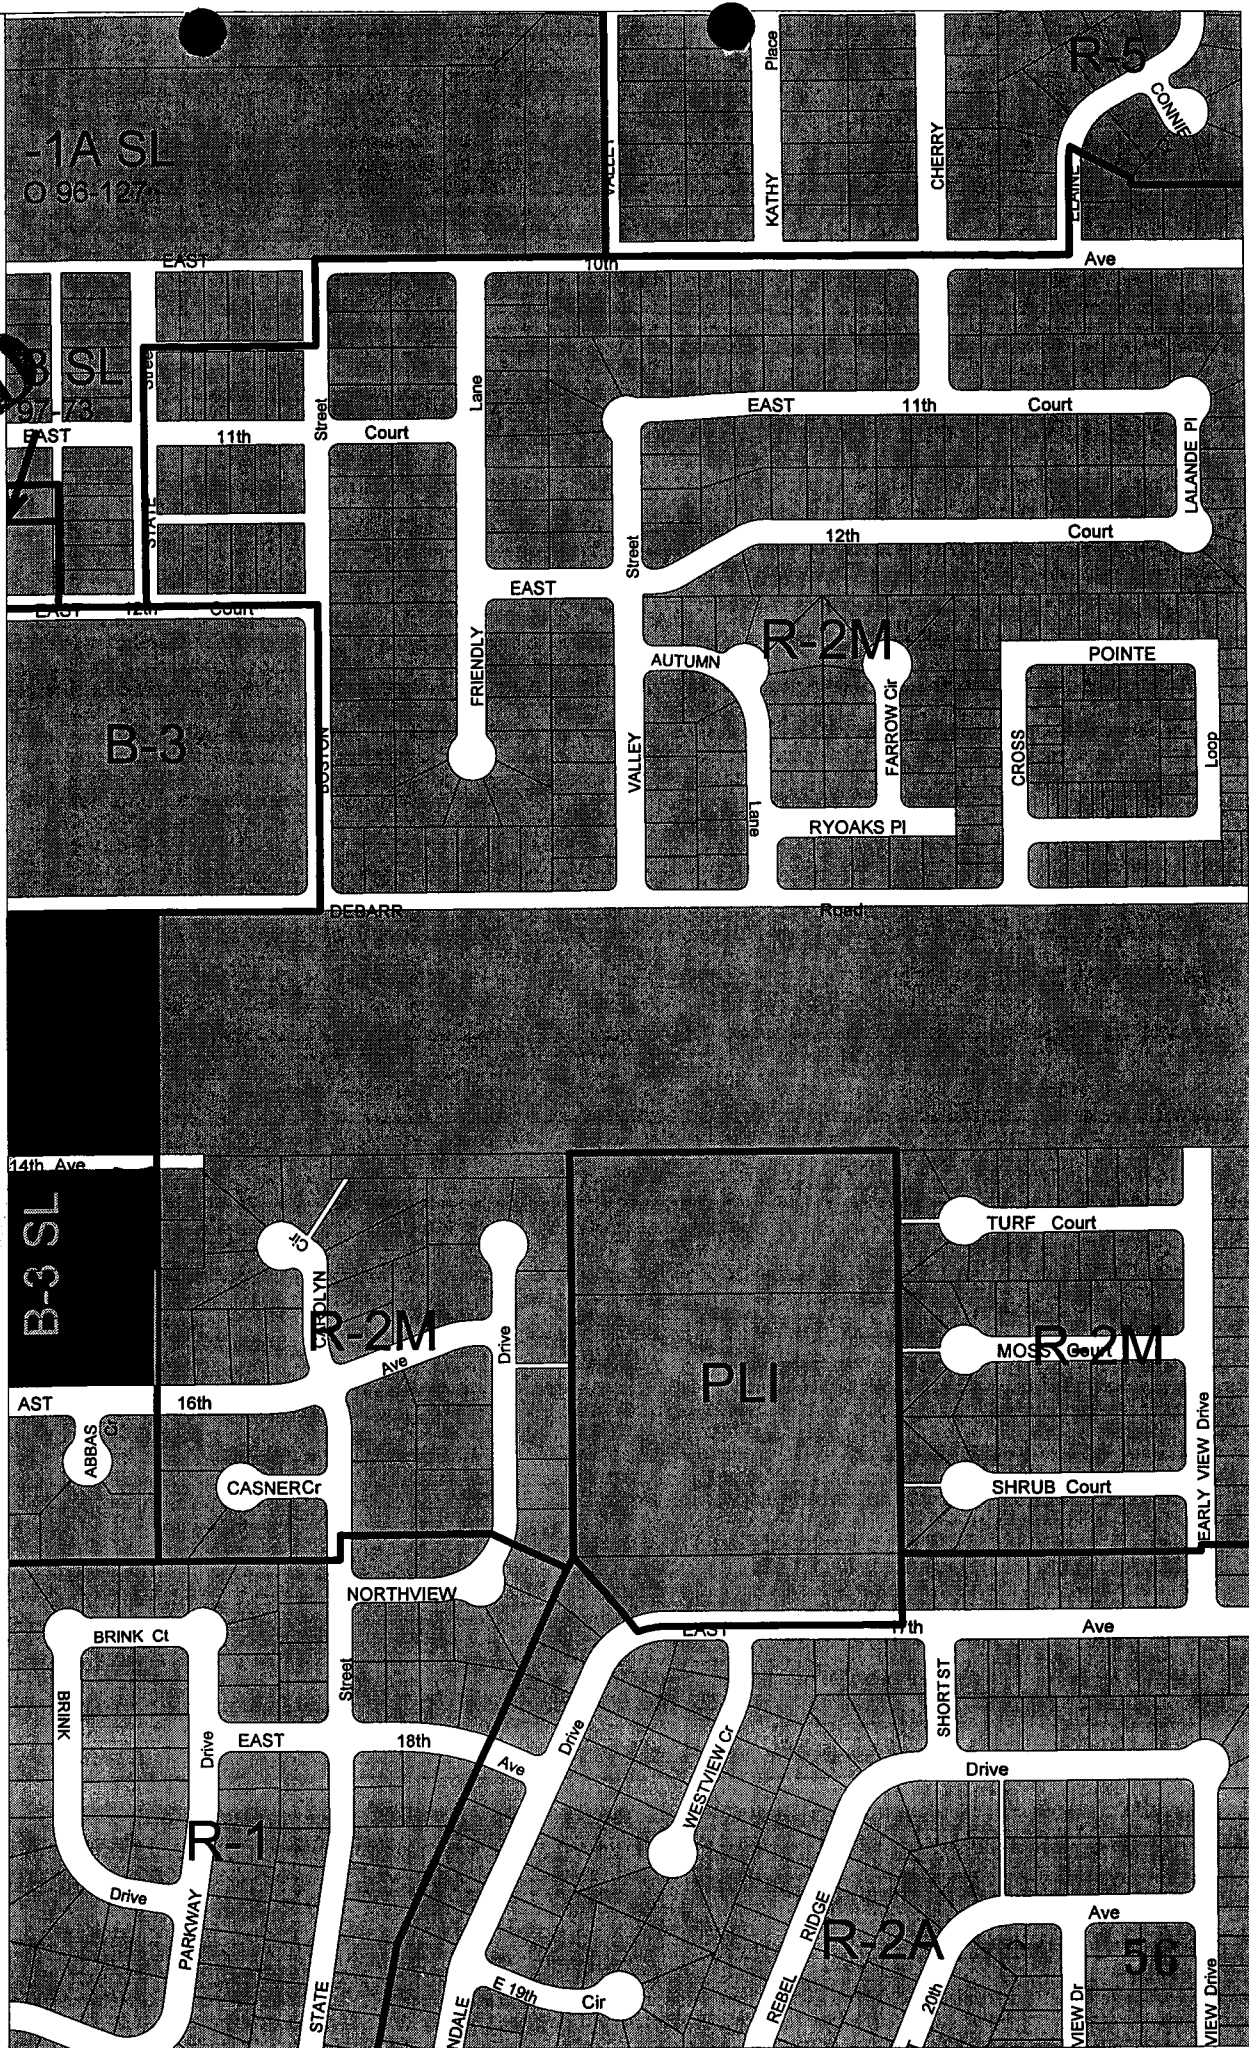 R-5
Place
CONNIE
-1A SL
O 96-127
VALLEY
KATHY
CHERRY
ELAINE
EAST
10th
Ave
SL
97-73
Street
Lane
EAST
11th
Street
Court
EAST
11th
Court
LALANDE Pl
STATE
12th
Court
Street
EAST
EAST
12th
Court
FRIENDLY
R-2M
AUTUMN
POINTE
B-3
BOSTON
VALLEY
FARROW Cir
CROSS
Loop
Lane
RYOAKS Pl
DEBARR
Road
14th Ave
B-3 SL
Cir
CAROLYN
TURF Court
R-2M
Ave
Drive
MOSS Court
R-2M
PLI
AST
16th
ABBAS
Cr
CASNER Cr
SHRUB Court
EARLY VIEW Drive
NORTHVIEW
BRINK Ct
EAST
17th
Ave
BRINK
Street
SHORT ST
Drive
EAST
18th
Ave
Drive
WESTVIEW Cr
Drive
R-1
Drive
PARKWAY
RIDGE
R-2A
Ave
56
STATE
E 19th
Cir
REBEL
20th
NDALE
VIEW Dr
VIEW Drive